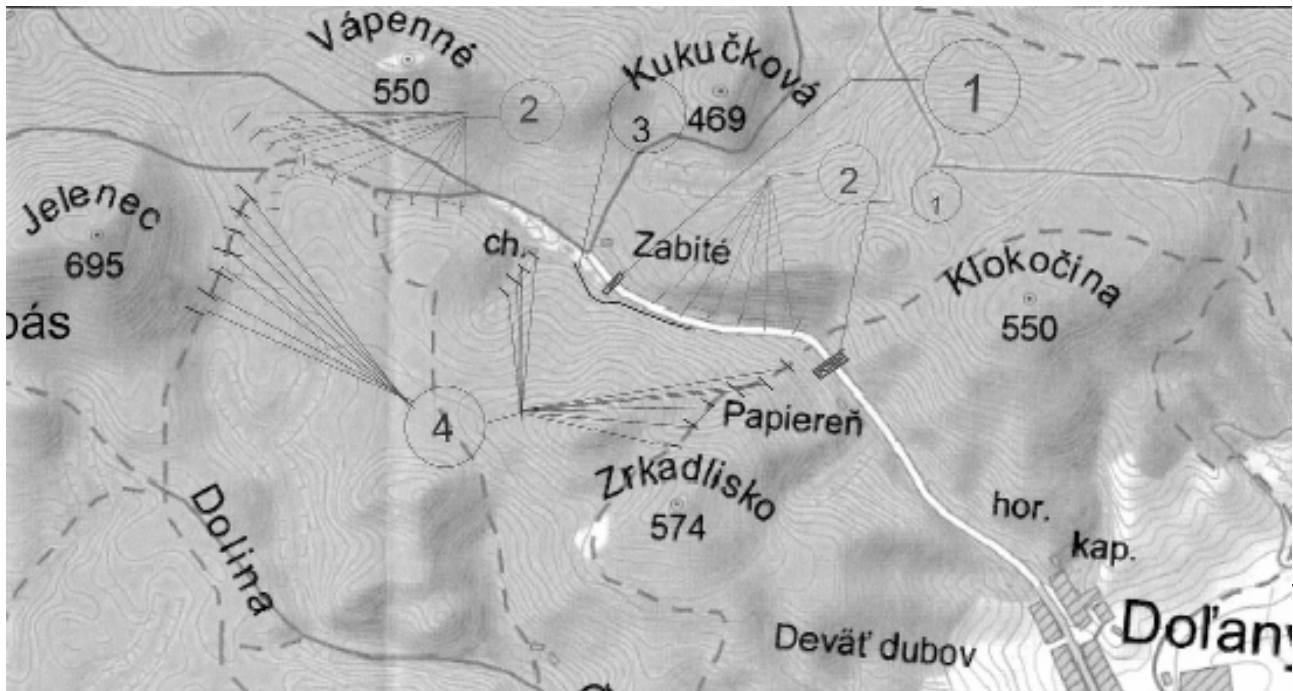 Vápenné
550
Kukučková
469
1
2
3
2
1
Jelenec
695
pás
ch.
Zabité
Klokočina
550
4
Papiereň
Zrkadlisko
574
Dolina
hor.
kap.
Deväť dubov
Doľany